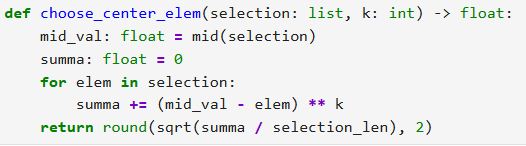 def choose_center_elem(selection: list, k: int) -> float:
    mid_val: float = mid(selection)
    summa: float = 0
    for elem in selection:
        summa += (mid_val - elem) ** k
    return round(sqrt(summa / selection_len), 2)